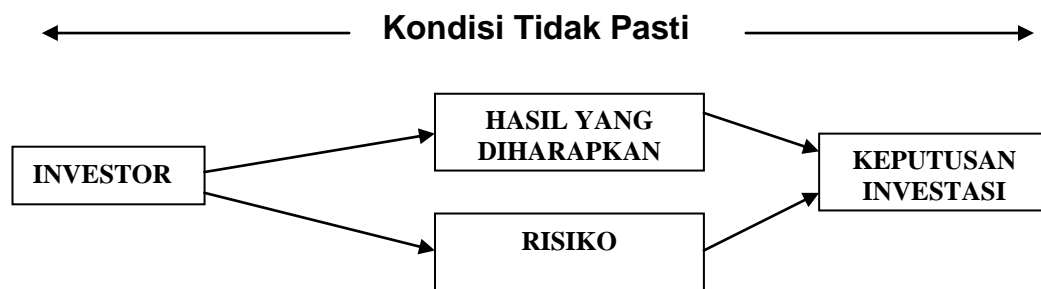 Kondisi Tidak Pasti
HASIL YANG
DIHARAPKAN
INVESTOR
KEPUTUSAN
INVESTASI
RISIKO